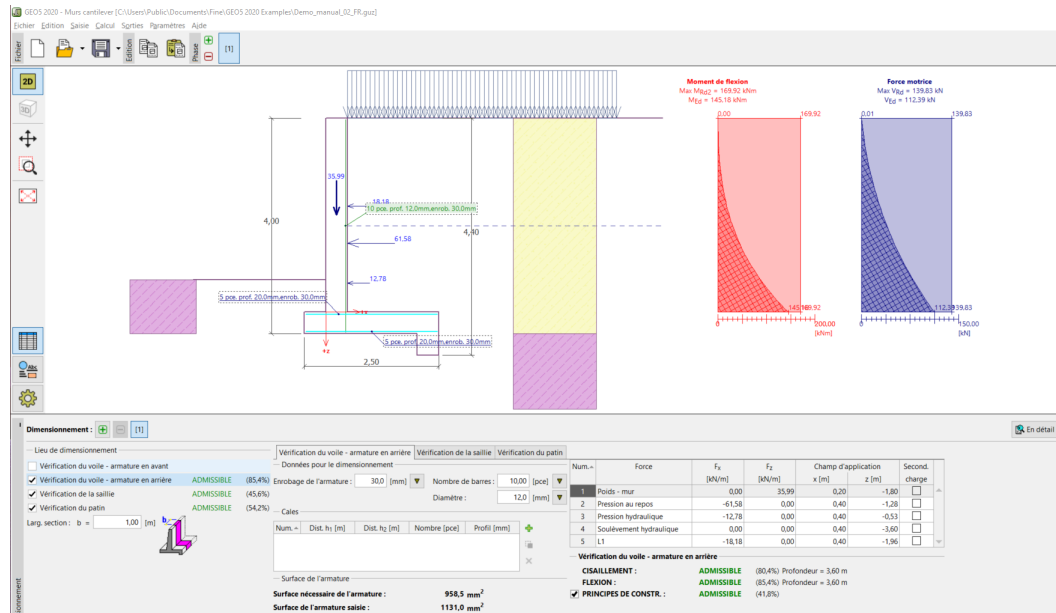 GEO5 2020 - Murs cantilever [C:\Users\Public\Documents\Fine\GEO5 2020 Examples\Demo_manual_02_FR.guz]
Fichier Edition Saisie Calcul Sorties Paramètres Aide
Fichier
Edition
Phase
[1]
2D
3D
Moment de flexion
Max MRd2 = 169.92 kNm
MEd = 145,18 kNm
Force motrice
Max VRd = 139,83 kN
VEd = 112,39 kN
0.00 169.92
0.01 139,83
35,99
18,18
10 pce. prof. 12,0mm,enrob. 30,0mm
4,00
4,40
61,58
12,78
5 pce. prof. 20,0mm,enrob. 30,0mm
+x
+z
5 pce. prof. 20,0mm,enrob. 30,0mm
2,50
169.92
200,00
[kNm]
112,39
139,83
150,00
[kN]
Abc
Dimensionnement : [1]
En détail
Lieu de dimensionnement
Vérification du voile - armature en avant
Vérification du voile - armature en arrière ADMISSIBLE (85,4%)
Vérification de la saillie ADMISSIBLE (45,6%)
Vérification du patin ADMISSIBLE (54,2%)
Larg. section : b = 1,00 [m]
b
Vérification du voile - armature en arrière Vérification de la saillie Vérification du patin
Données pour le dimensionnement
Enrobage de l'armature : 30,0 [mm] Nombre de barres : 10,00 [pce]
Diamètre : 12,0 [mm]
Cales
Num. Dist. h1 [m] Dist. h2 [m] Nombre [pce] Profil [mm]
Surface de l'armature
Surface nécessaire de l'armature : 958,5 mm2
Surface de l'armature saisie : 1131,0 mm2
Num. Force Fx Fz Champ d'application Second.
[kN/m] [kN/m] x [m] z [m] charge
1 Poids - mur 0,00 35,99 0,20 -1,80
2 Pression au repos -61,58 0,00 0,40 -1,28
3 Pression hydraulique -12,78 0,00 0,40 -0,53
4 Soulèvement hydraulique 0,00 0,00 0,40 -3,60
5 L1 -18,18 0,00 0,40 -1,96
Vérification du voile - armature en arrière
CISAILLEMENT : ADMISSIBLE (80,4%) Profondeur = 3,60 m
FLEXION : ADMISSIBLE (85,4%) Profondeur = 3,60 m
PRINCIPES DE CONSTR. : ADMISSIBLE (41,8%)